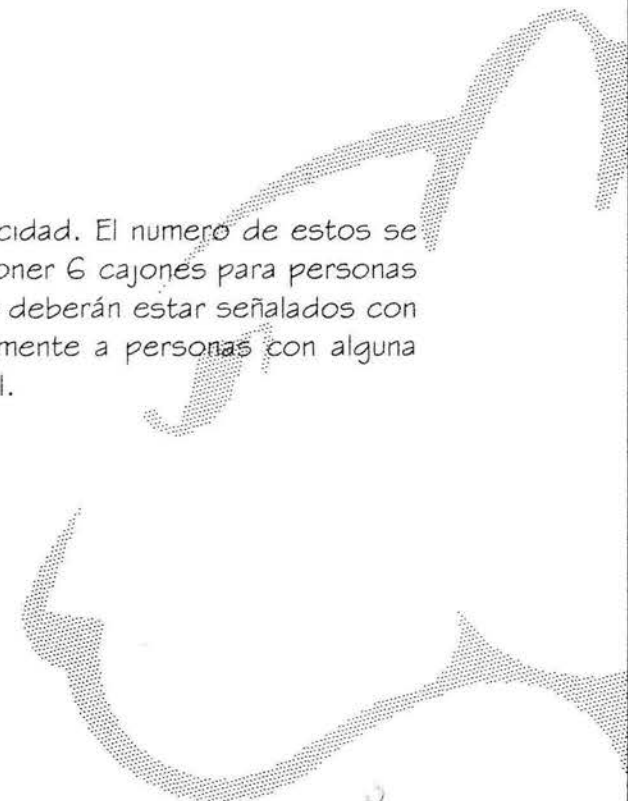 cidad. El numero de estos se
oner 6 cajones para personas
deberán estar señalados con
mente a personas con alguna
l.